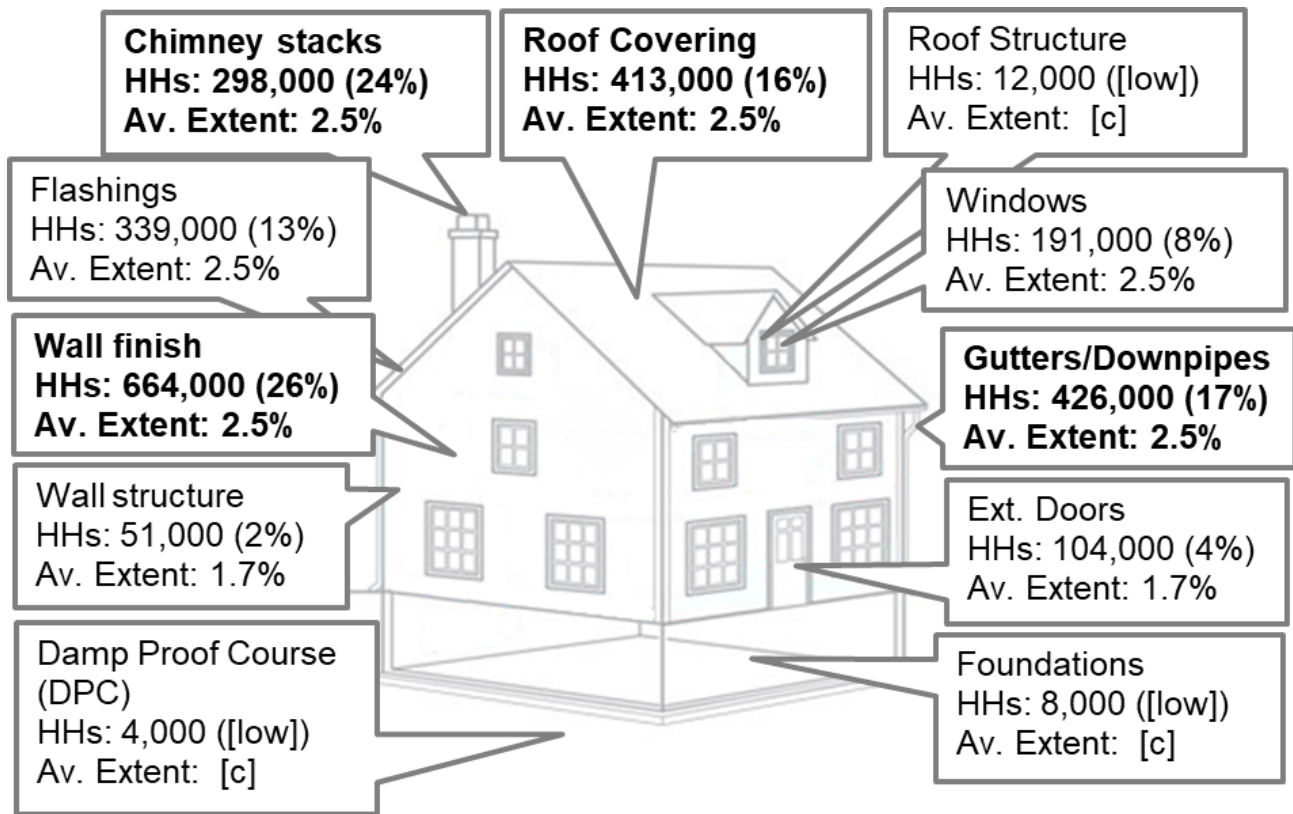 Chimney stacks
HHs: 298,000 (24%)
Av. Extent: 2.5%
Roof Covering
HHs: 413,000 (16%)
Av. Extent: 2.5%
Roof Structure
HHs: 12,000 ([low])
Av. Extent: [c]
Flashings
HHs: 339,000 (13%)
Av. Extent: 2.5%
Windows
HHs: 191,000 (8%)
Av. Extent: 2.5%
Wall finish
HHs: 664,000 (26%)
Av. Extent: 2.5%
Gutters/Downpipes
HHs: 426,000 (17%)
Av. Extent: 2.5%
Wall structure
HHs: 51,000 (2%)
Av. Extent: 1.7%
Ext. Doors
HHs: 104,000 (4%)
Av. Extent: 1.7%
Damp Proof Course
(DPC)
HHs: 4,000 ([low])
Av. Extent: [c]
Foundations
HHs: 8,000 ([low])
Av. Extent: [c]